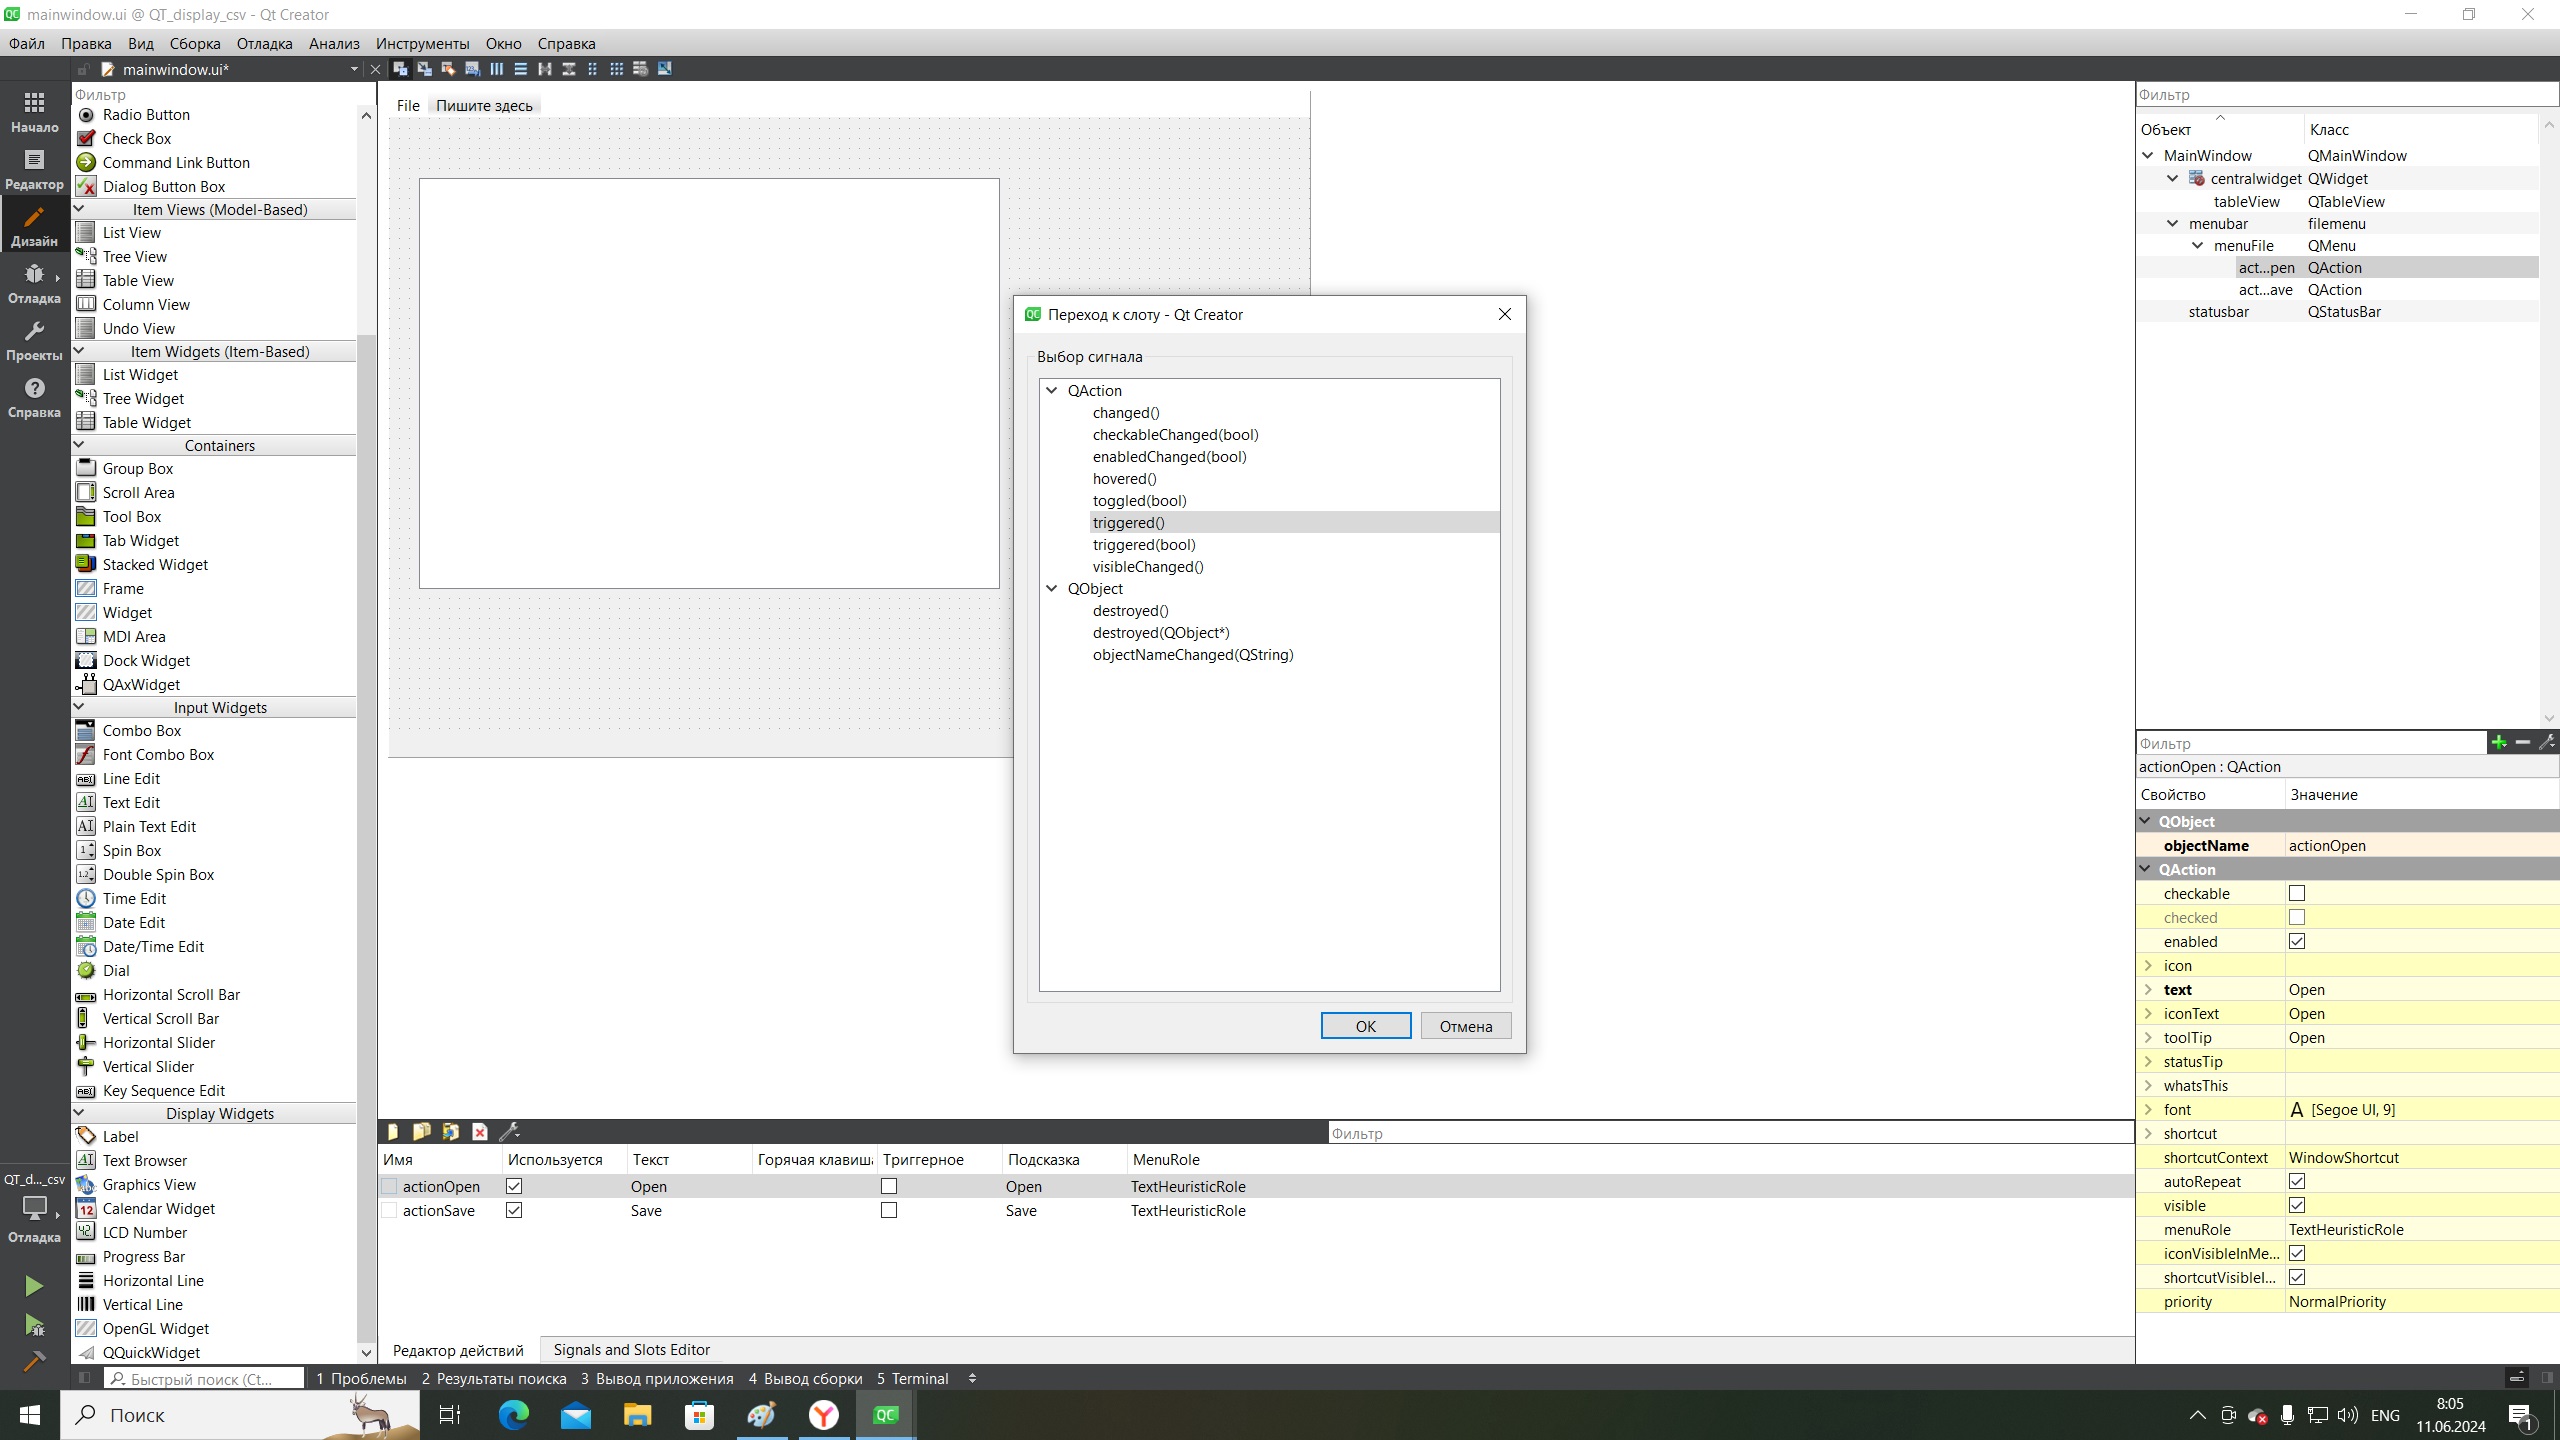 mainwindow.ui @ QT_display_csv - Qt Creator
Файл Правка Вид Сборка Отладка Анализ Инструменты Окно Справка
mainwindow.ui*
Начало
Редактор
Дизайн
Отладка
Проекты
Справка
QT_d..._csv
Отладка
Фильтр
Radio Button
Check Box
Command Link Button
Dialog Button Box
Item Views (Model-Based)
List View
Tree View
Table View
Column View
Undo View
Item Widgets (Item-Based)
List Widget
Tree Widget
Table Widget
Containers
Group Box
Scroll Area
Tool Box
Tab Widget
Stacked Widget
Frame
Widget
MDI Area
Dock Widget
QAxWidget
Input Widgets
Combo Box
Font Combo Box
Line Edit
Text Edit
Plain Text Edit
Spin Box
Double Spin Box
Time Edit
Date Edit
Date/Time Edit
Dial
Horizontal Scroll Bar
Vertical Scroll Bar
Horizontal Slider
Vertical Slider
Key Sequence Edit
Display Widgets
Label
Text Browser
Graphics View
Calendar Widget
LCD Number
Progress Bar
Horizontal Line
Vertical Line
OpenGL Widget
QQuickWidget
File Пишите здесь
Переход к слоту - Qt Creator
Выбор сигнала
QAction
changed()
checkableChanged(bool)
enabledChanged(bool)
hovered()
toggled(bool)
triggered()
triggered(bool)
visibleChanged()
QObject
destroyed()
destroyed(QObject*)
objectNameChanged(QString)
OK Отмена
Фильтр
Имя Используется Текст Горячая клавиш Триггерное Подсказка MenuRole
actionOpen Open Open TextHeuristicRole
actionSave Save Save TextHeuristicRole
Редактор действий Signals and Slots Editor
Фильтр
Объект Класс
MainWindow QMainWindow
centralwidget QWidget
tableView QTableView
menubar filemenu
menuFile QMenu
act...pen QAction
act...ave QAction
statusbar QStatusBar
Фильтр
actionOpen : QAction
Свойство Значение
QObject
objectName actionOpen
QAction
checkable
checked
enabled
icon
text Open
iconText Open
toolTip Open
statusTip
whatsThis
font A [Segoe UI, 9]
shortcut
shortcutContext WindowShortcut
autoRepeat
visible
menuRole TextHeuristicRole
iconVisibleInMe...
shortcutVisibleI...
priority NormalPriority
Быстрый поиск (Ct... 1 Проблемы 2 Результаты поиска 3 Вывод приложения 4 Вывод сборки 5 Terminal
Поиск
ENG
8:05
11.06.2024
1